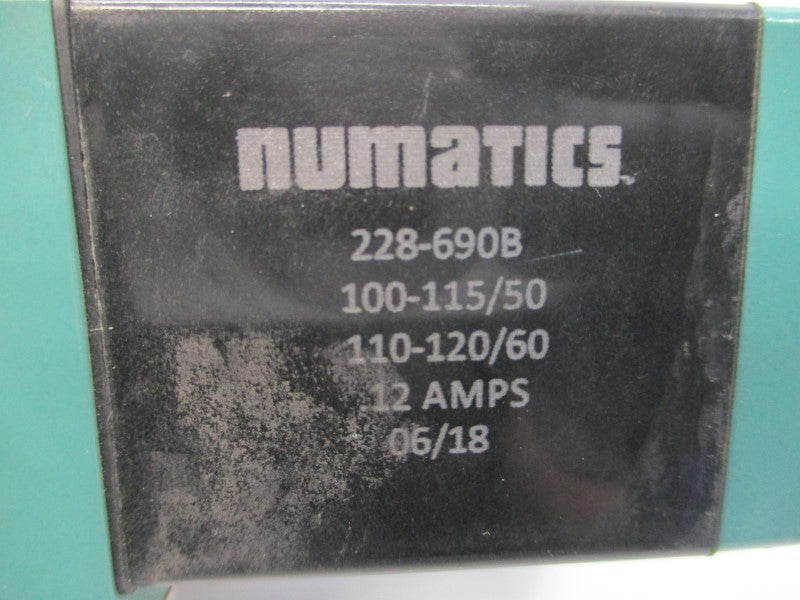 numatics
228-690B
100-115/50
110-120/60
.12 AMPS
06/18